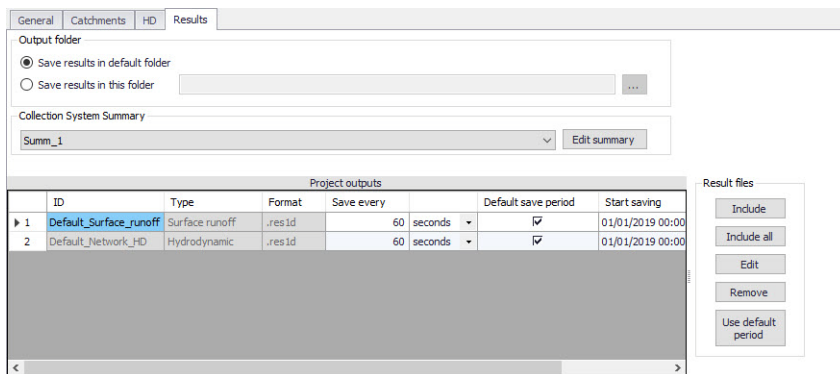 General Catchments HD Results
Output folder
Save results in default folder
Save results in this folder ...
Collection System Summary
Summ_1 Edit summary
Project outputs
ID Type Format Save every Default save period Start saving
1 Default_Surface_runoff Surface runoff .res1d 60 seconds 01/01/2019 00:00
2 Default_Network_HD Hydrodynamic .res1d 60 seconds 01/01/2019 00:00
Result files
Include
Include all
Edit
Remove
Use default
period